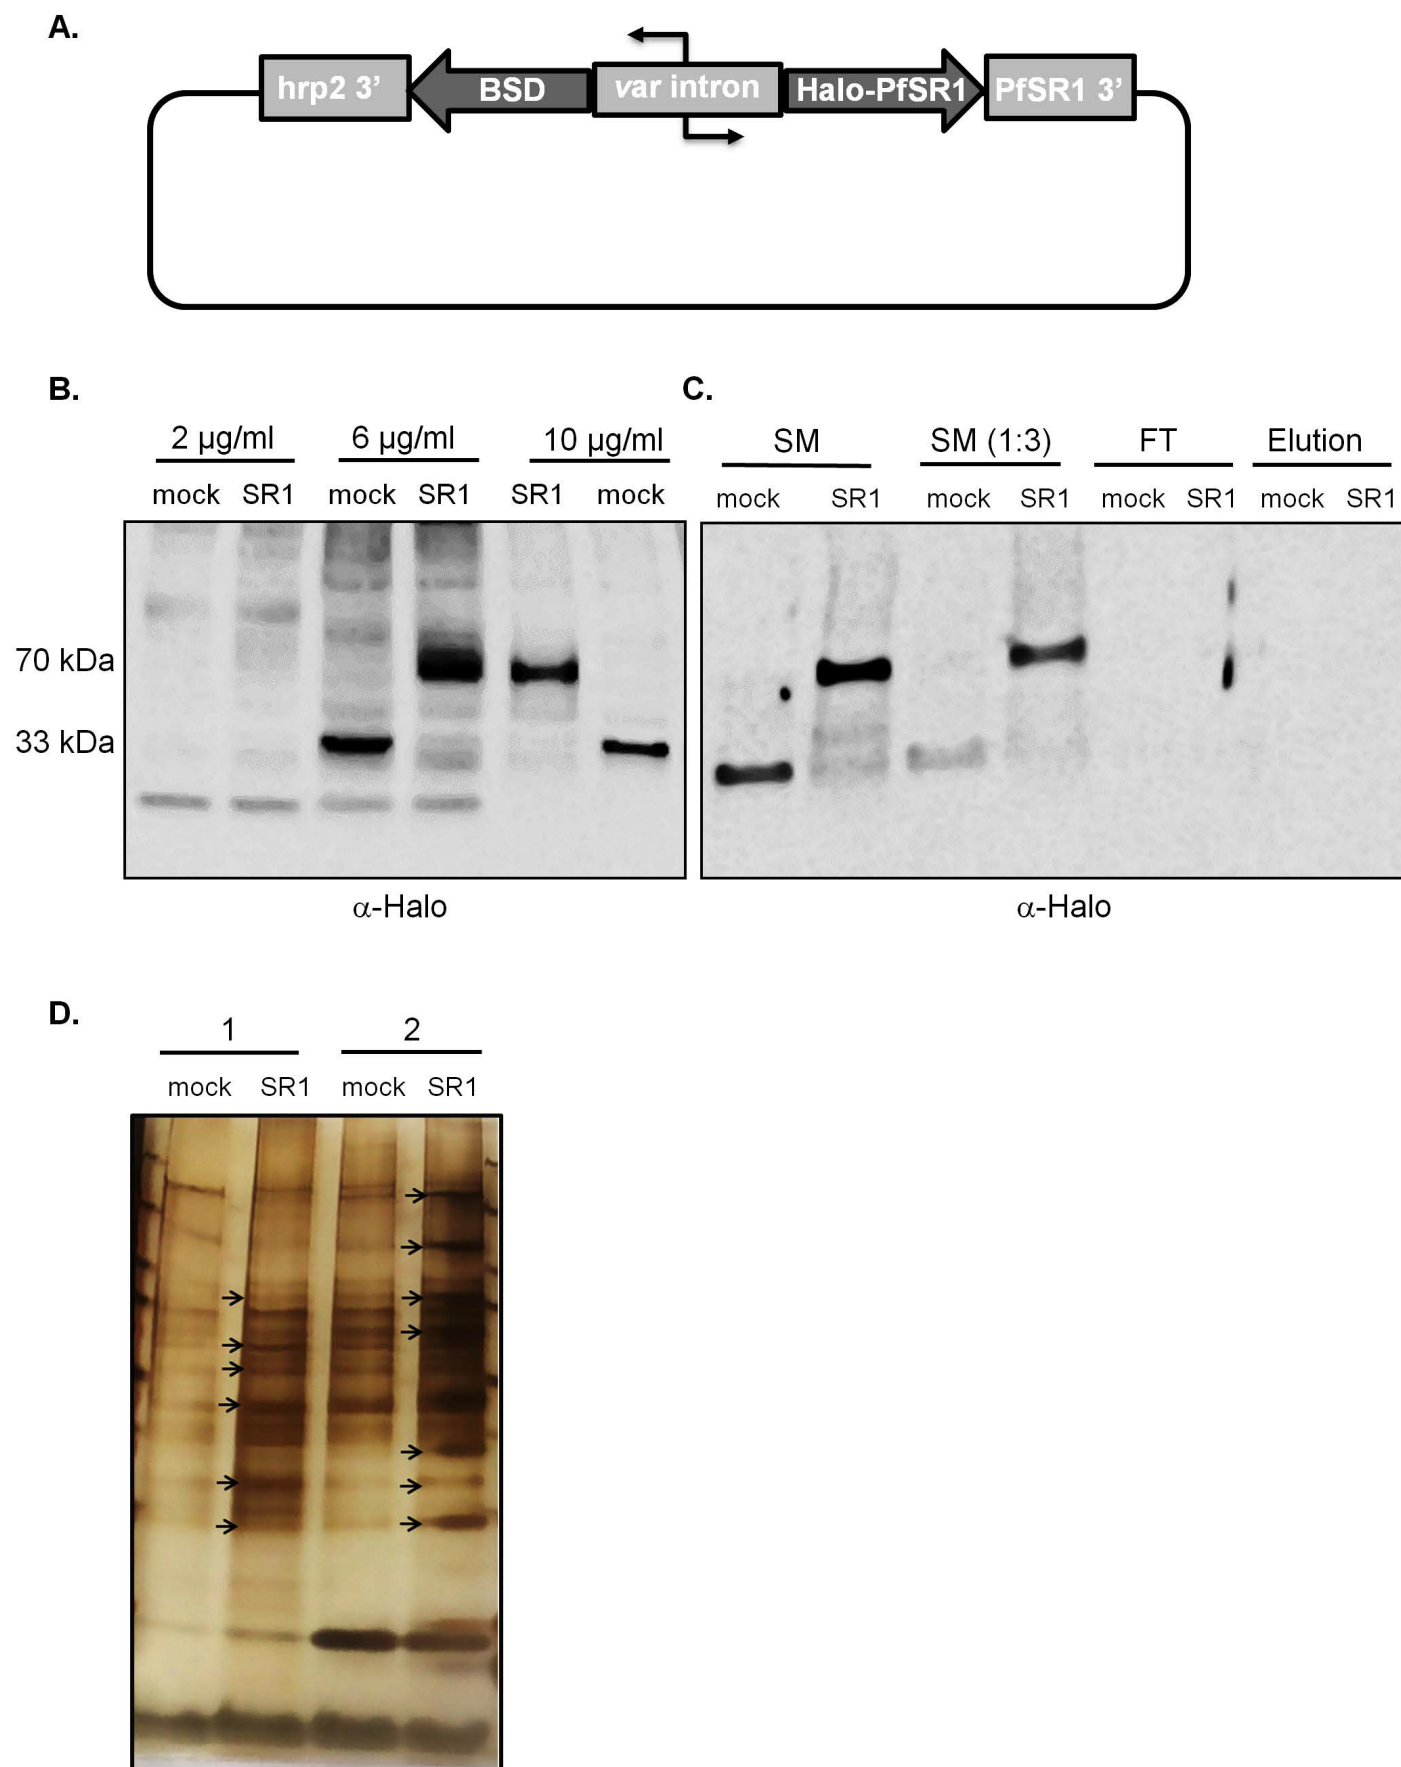 A.
hrp2 3’ BSD var intron Halo-PfSR1 PfSR1 3’
B.
2 µg/ml 6 µg/ml 10 µg/ml
mock SR1 mock SR1 SR1 mock
70 kDa
33 kDa
α-Halo
C.
SM SM (1:3) FT Elution
mock SR1 mock SR1 mock SR1 mock SR1
α-Halo
D.
1 2
mock SR1 mock SR1